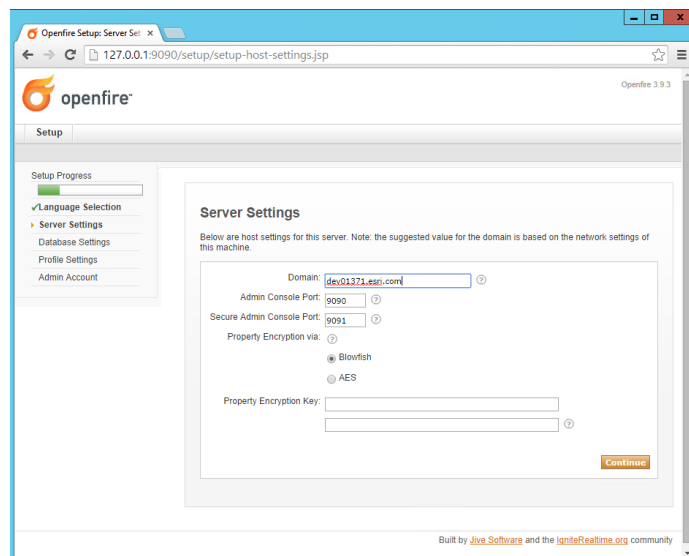 Openfire Setup: Server Set
127.0.0.1:9090/setup/setup-host-settings.jsp
openfire™
Openfire 3.9.3
Setup
Setup Progress
Language Selection
Server Settings
Database Settings
Profile Settings
Admin Account
Server Settings
Below are host settings for this server. Note: the suggested value for the domain is based on the network settings of
this machine.
Domain: dev01371.esri.com ?
Admin Console Port: 9090 ?
Secure Admin Console Port: 9091 ?
Property Encryption via: ?
Blowfish
AES
Property Encryption Key:
?
Continue
Built by Jive Software and the IgniteRealtime.org community